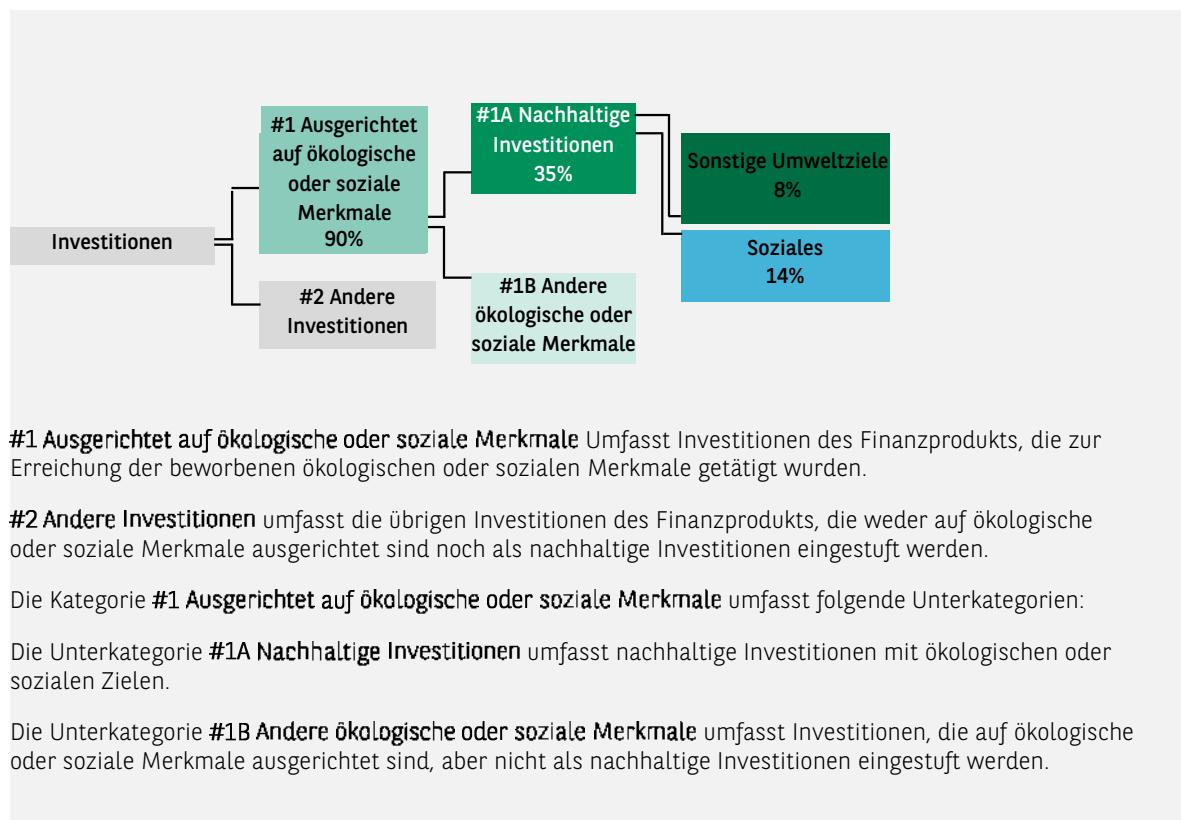 #1 Ausgerichtet
auf ökologische
oder soziale
Merkmale
90%
#1A Nachhaltige
Investitionen
35%
Sonstige Umweltziele
8%
Investitionen
Soziales
14%
#2 Andere
Investitionen
#1B Andere
ökologische oder
soziale Merkmale
#1 Ausgerichtet auf ökologische oder soziale Merkmale Umfasst Investitionen des Finanzprodukts, die zur
Erreichung der beworbenen ökologischen oder sozialen Merkmale getätigt wurden.
#2 Andere Investitionen umfasst die übrigen Investitionen des Finanzprodukts, die weder auf ökologische
oder soziale Merkmale ausgerichtet sind noch als nachhaltige Investitionen eingestuft werden.
Die Kategorie #1 Ausgerichtet auf ökologische oder soziale Merkmale umfasst folgende Unterkategorien:
Die Unterkategorie #1A Nachhaltige Investitionen umfasst nachhaltige Investitionen mit ökologischen oder
sozialen Zielen.
Die Unterkategorie #1B Andere ökologische oder soziale Merkmale umfasst Investitionen, die auf ökologische
oder soziale Merkmale ausgerichtet sind, aber nicht als nachhaltige Investitionen eingestuft werden.